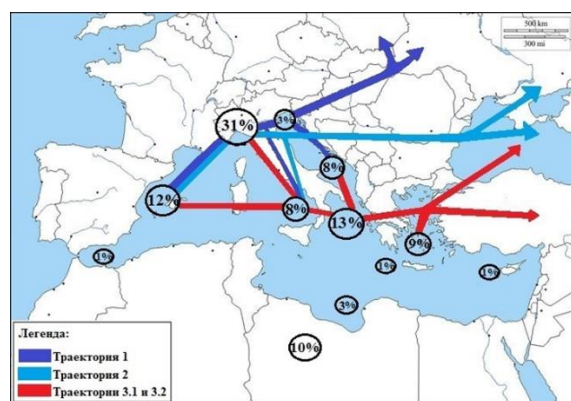 500 km
300 mi
31%
3%
8%
12%
8%
13%
9%
1%
1%
1%
3%
10%
Легенда:
Траектория 1
Траектория 2
Траектории 3.1 и 3.2